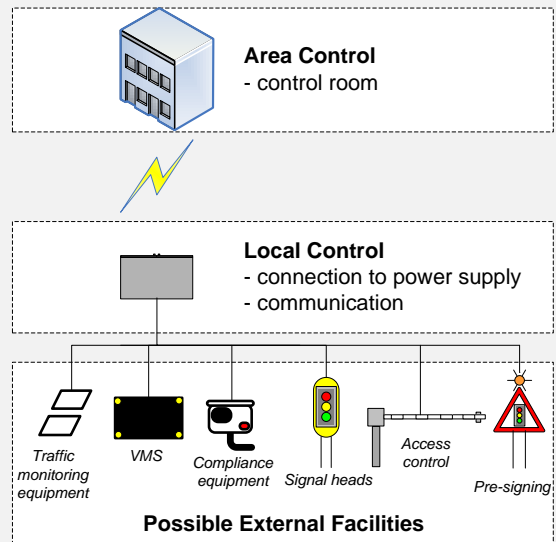 Area Control
- control room
Local Control
- connection to power supply
- communication
Traffic
monitoring
equipment
VMS
Compliance
equipment
Signal heads
Access
control
Pre-signing
Possible External Facilities